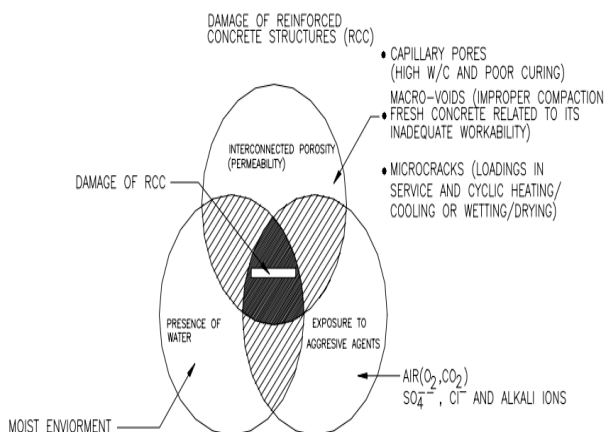 DAMAGE OF REINFORCED
CONCRETE STRUCTURES (RCC)
• CAPILLARY PORES
(HIGH W/C AND POOR CURING)
MACRO-VOIDS (IMPROPER COMPACTION
• FRESH CONCRETE RELATED TO ITS
INADEQUATE WORKABILITY)
• MICROCRACKS (LOADINGS IN
SERVICE AND CYCLIC HEATING/
COOLING OR WETTING/DRYING)
INTERCONNECTED POROSITY
(PERMEABILITY)
DAMAGE OF RCC
PRESENCE OF
WATER
EXPOSURE TO
AGGRESIVE AGENTS
AIR(O₂,CO₂)
SO₄⁻⁻, Cl⁻ AND ALKALI IONS
MOIST ENVIORMENT